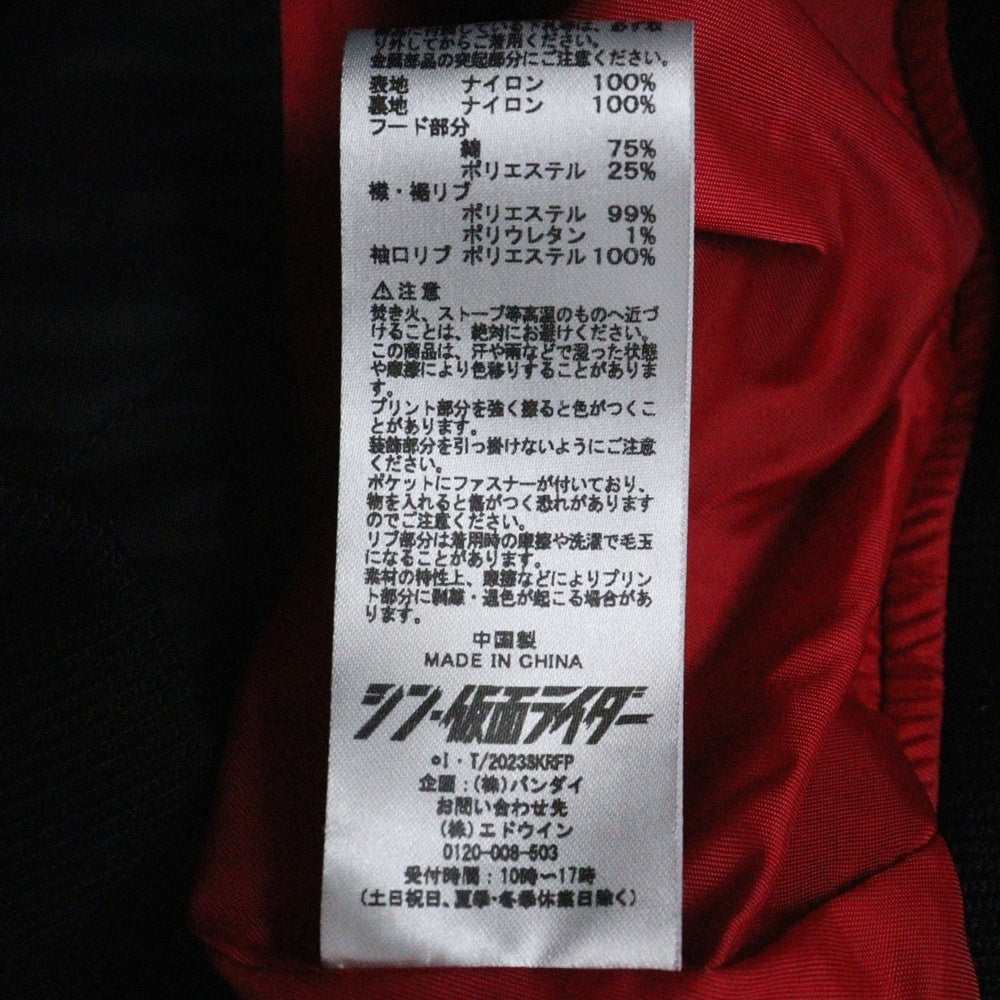 り外してからご着用ください。
金属部品の突起部分にご注意ください。
表地 ナイロン 100%
裏地 ナイロン 100%
フード部分
綿 75%
ポリエステル 25%
襟・裾リブ
ポリエステル 99%
ポリウレタン 1%
袖口リブ ポリエステル 100%
⚠注意
焚き火、ストーブ等高温のものへ近づ
けることは、絶対にお避けください。
この商品は、汗や雨などで湿った状態
や摩擦により色移りすることがありま
す。
プリント部分を強く擦ると色がつくこ
とがあります。
装飾部分を引っ掛けないようにご注意
ください。
ポケットにファスナーが付いており、
物を入れると傷がつく恐れがあります
のでご注意ください。
リブ部分は着用時の摩擦や洗濯で毛玉
になることがあります。
素材の特性上、摩擦などによりプリン
ト部分に剥離・退色が起こる場合があ
ります。
中国製
MADE IN CHINA
シン・仮面ライダー
©I・T/2023SKRFP
企画:(株)バンダイ
お問い合わせ先
(株)エドウイン
0120-008-503
受付時間:10時〜17時
(土日祝日、夏季・冬季休業日除く)